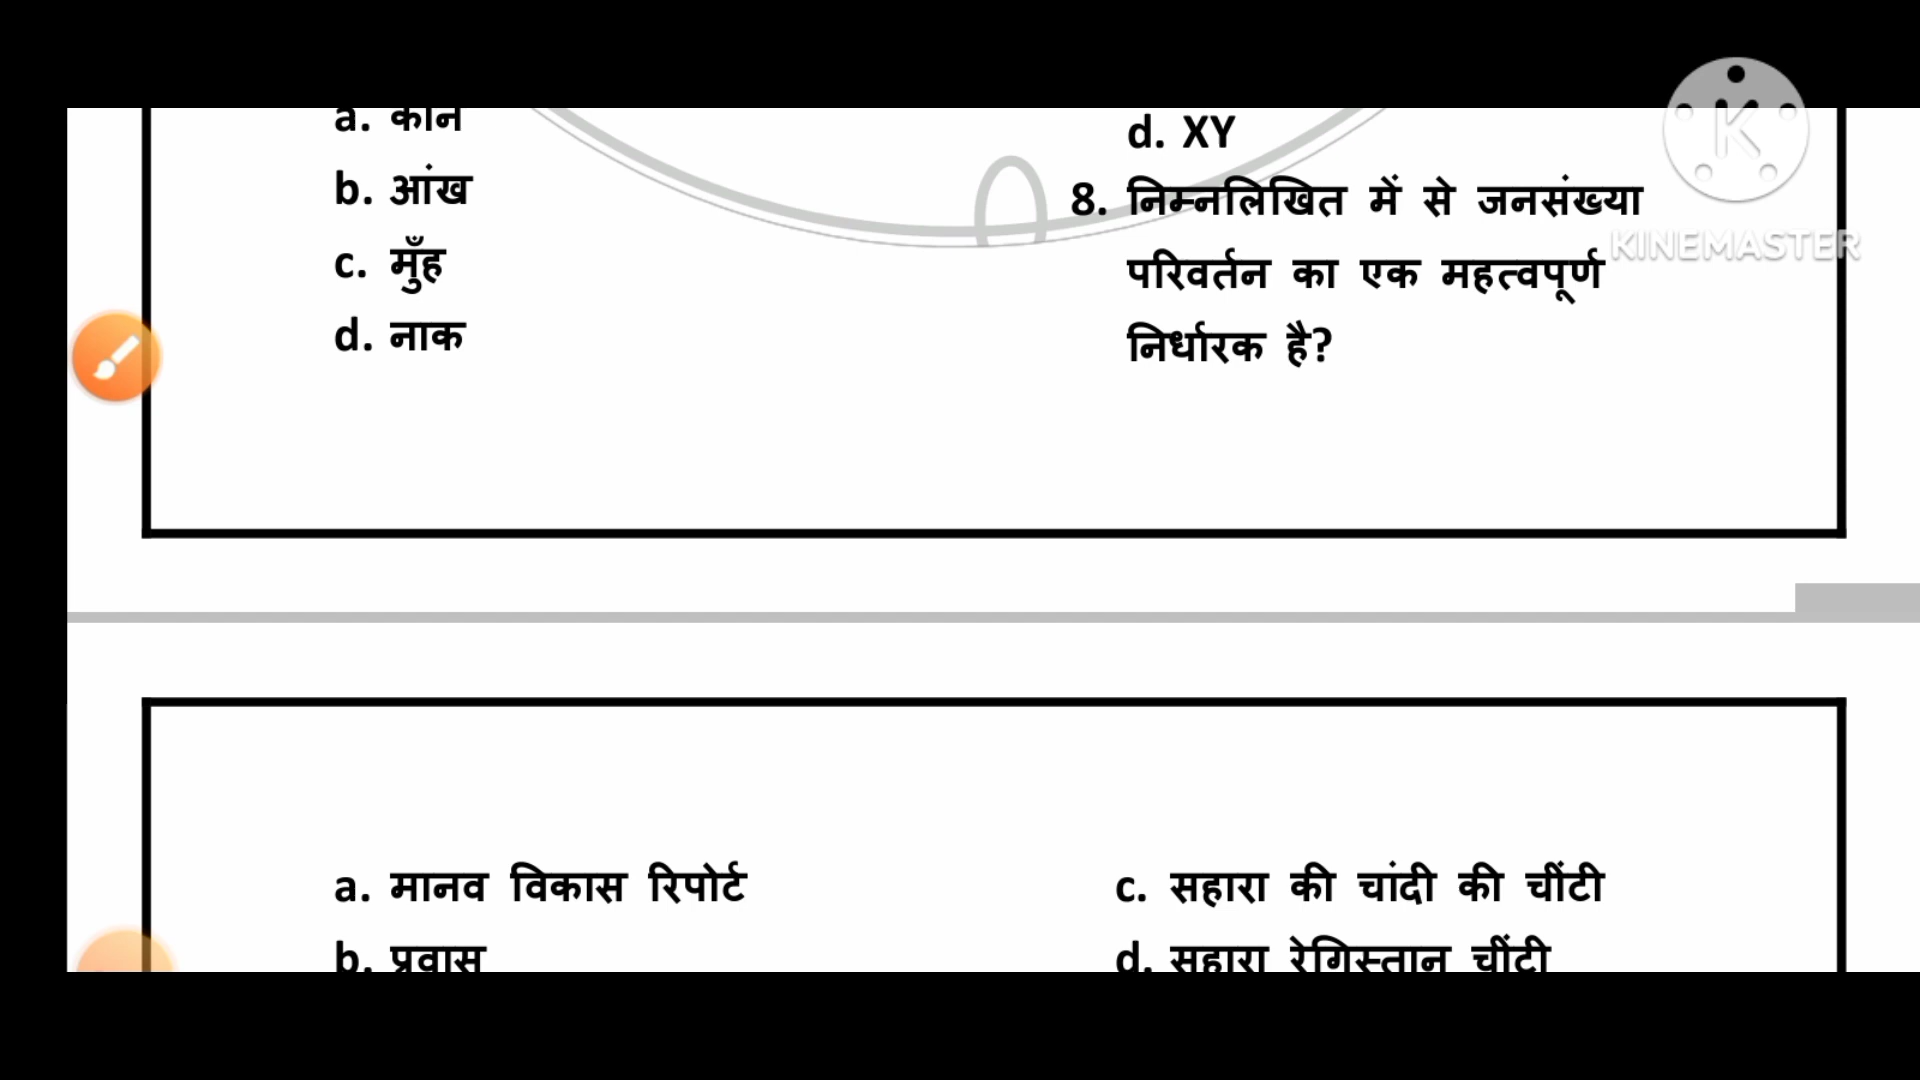 a. कान
b. आंख
c. मुँह
d. नाक
d. XY
8. निम्नलिखित में से जनसंख्या
परिवर्तन का एक महत्वपूर्ण
निर्धारक है?
K
KINEMASTER
a. मानव विकास रिपोर्ट
b. प्रवास
c. सहारा की चांदी की चींटी
d. सहारा रेगिस्तान चींटी